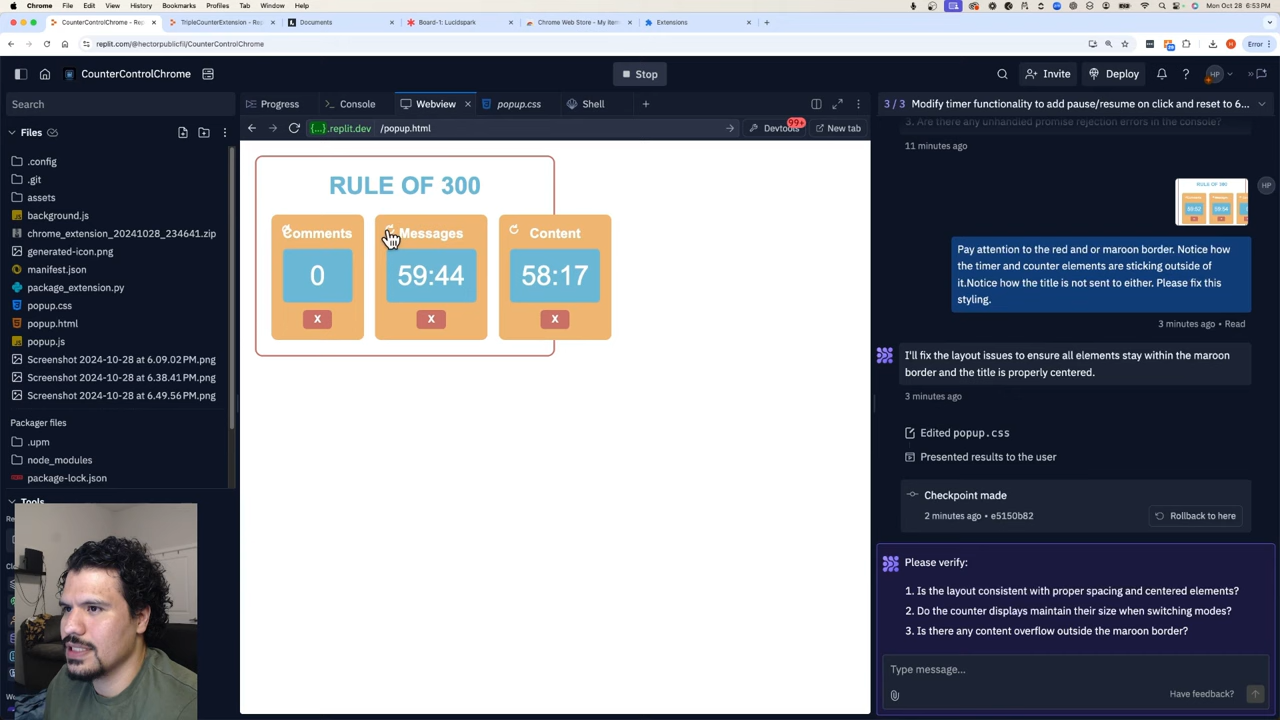 Chrome File Edit View History Bookmarks Profiles Tab Window Help
Mon Oct 28 6:53 PM
CounterControlChrome - Rep
TripleCounterExtension - Rep
Documents
Board-1: Lucidspark
Chrome Web Store - My Item
Extensions
replit.com/@hectorpublicfil/CounterControlChrome
Error
CounterControlChrome
Stop
Invite
Deploy
HP
Search
Progress
Console
Webview
popup.css
Shell
3 / 3 Modify timer functionality to add pause/resume on click and reset to 6...
Files
{...}.replit.dev /popup.html
Devtools
99+
New tab
.config
.git
assets
background.js
chrome_extension_20241028_234641.zip
generated-icon.png
manifest.json
package_extension.py
popup.css
popup.html
popup.js
Screenshot 2024-10-28 at 6.09.02 PM.png
Screenshot 2024-10-28 at 6.38.41 PM.png
Screenshot 2024-10-28 at 6.49.56 PM.png
Packager files
.upm
node_modules
package-lock.json
Tools
RULE OF 300
Comments
Messages
Content
0
59:44
58:17
X
X
X
3. Are there any unhandled promise rejection errors in the console?
11 minutes ago
HP
Pay attention to the red and or maroon border. Notice how
the timer and counter elements are sticking outside of
it.Notice how the title is not sent to either. Please fix this
styling.
3 minutes ago • Read
I'll fix the layout issues to ensure all elements stay within the maroon
border and the title is properly centered.
3 minutes ago
Edited popup.css
Presented results to the user
Checkpoint made
2 minutes ago • e5150b82
Rollback to here
Please verify:
1. Is the layout consistent with proper spacing and centered elements?
2. Do the counter displays maintain their size when switching modes?
3. Is there any content overflow outside the maroon border?
Type message...
Have feedback?